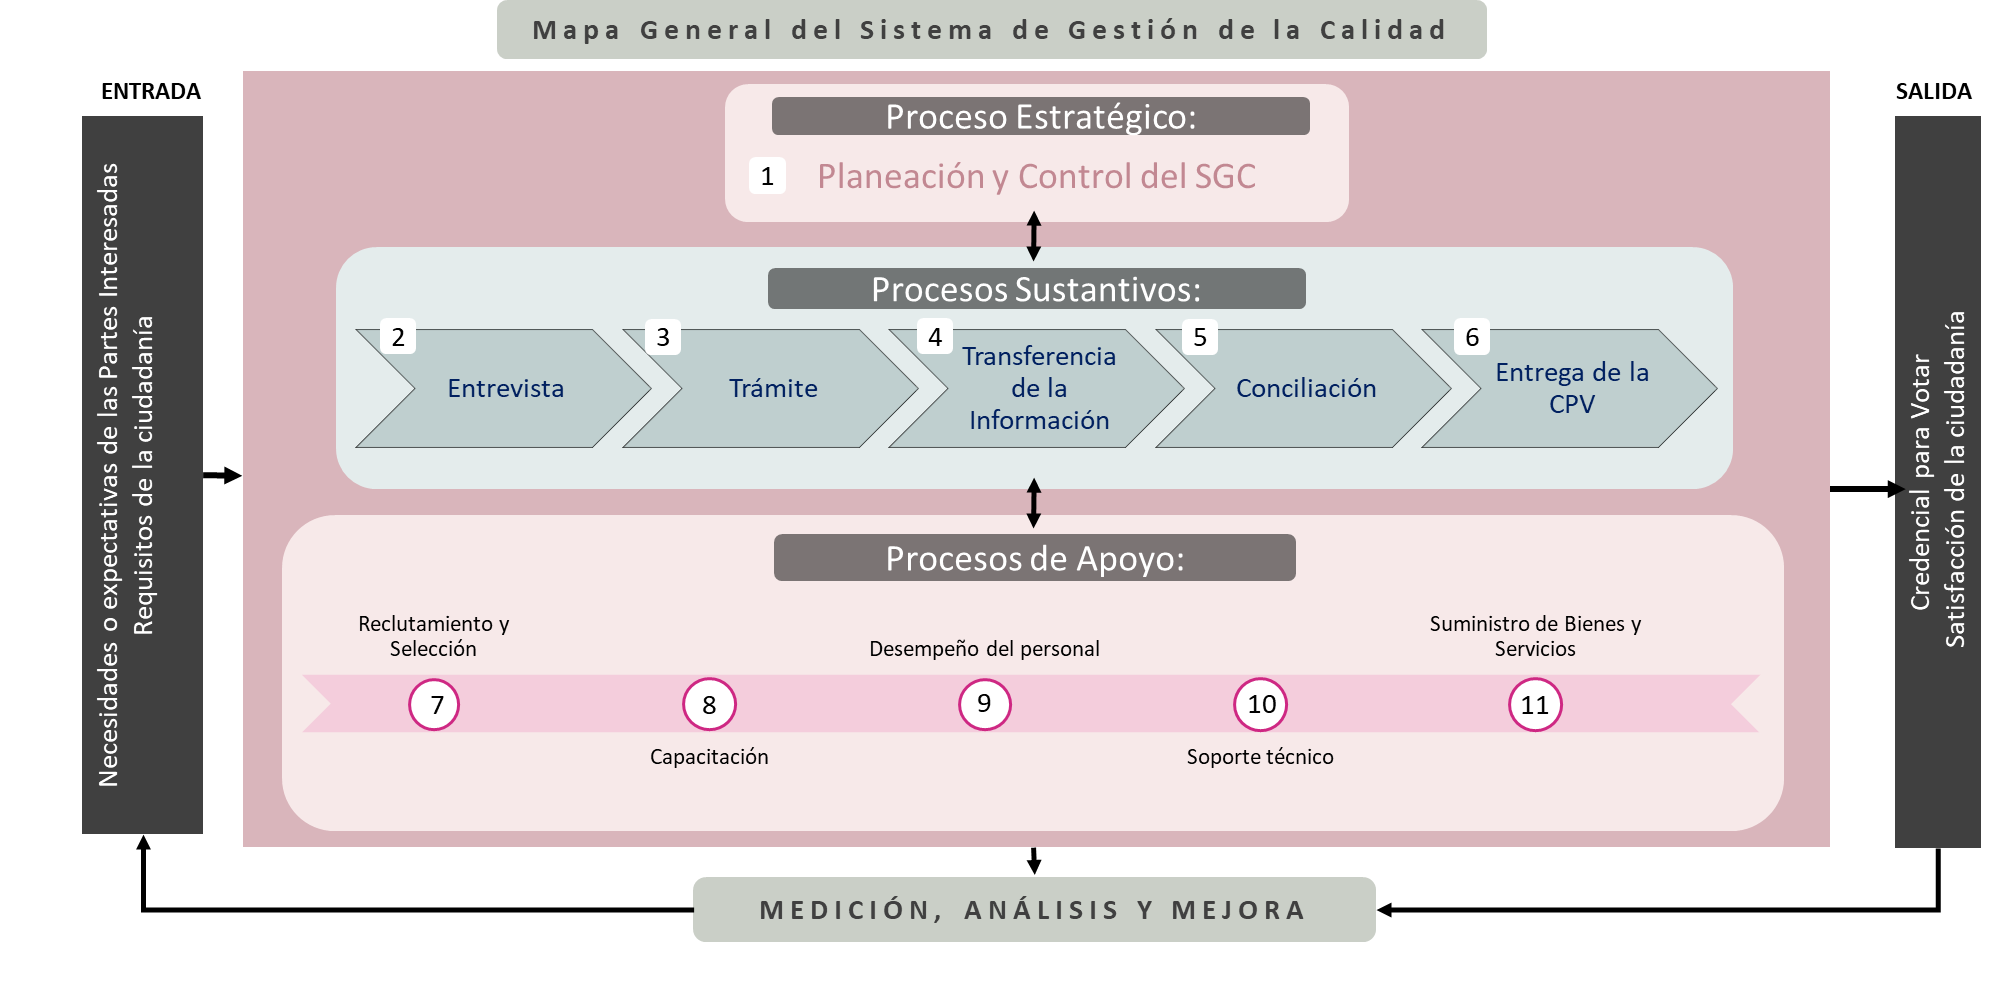 Mapa General del Sistema de Gestión de la Calidad
ENTRADA
SALIDA
Necesidades o expectativas de las Partes Interesadas
Requisitos de la ciudadanía
Proceso Estratégico:
1
Planeación y Control del SGC
Procesos Sustantivos:
2
Entrevista
3
Trámite
4
Transferencia
de la
Información
5
Conciliación
6
Entrega de la
CPV
Procesos de Apoyo:
Reclutamiento y
Selección
7
8
Capacitación
Desempeño del personal
9
10
Soporte técnico
Suministro de Bienes y
Servicios
11
Credencial para Votar
Satisfacción de la ciudadanía
MEDICIÓN, ANÁLISIS Y MEJORA